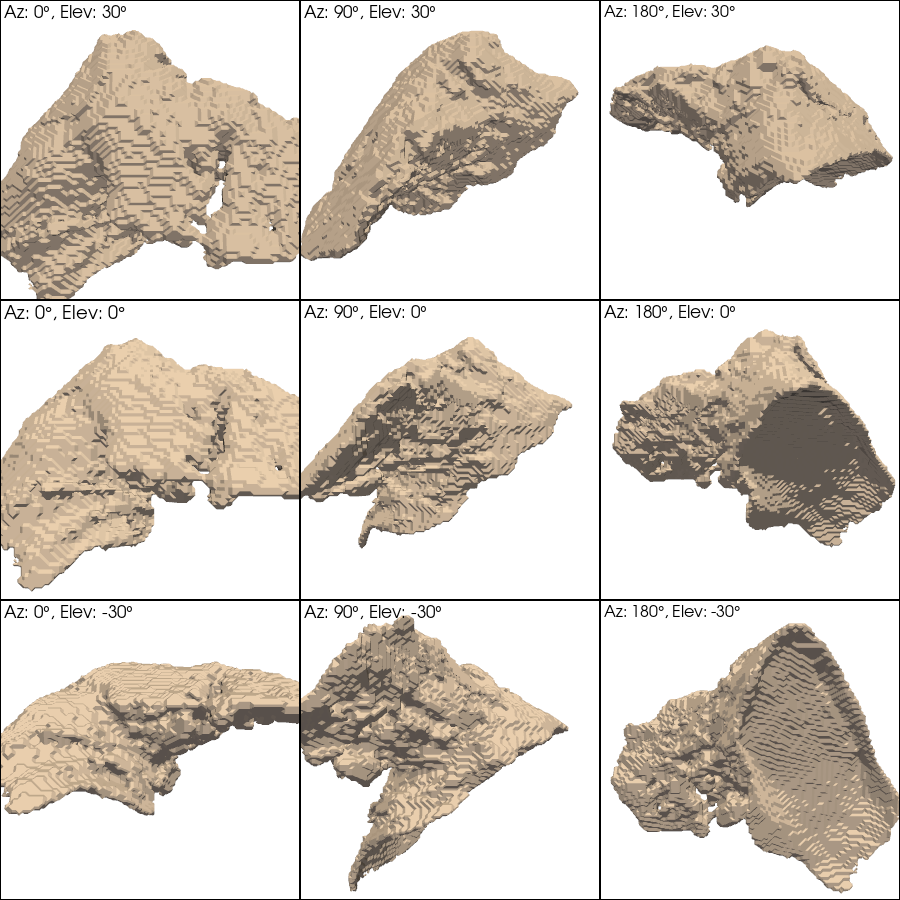 Az: 0°, Elev: 30°
Az: 90°, Elev: 30°
Az: 180°, Elev: 30°
Az: 0°, Elev: 0°
Az: 90°, Elev: 0°
Az: 180°, Elev: 0°
Az: 0°, Elev: -30°
Az: 90°, Elev: -30°
Az: 180°, Elev: -30°